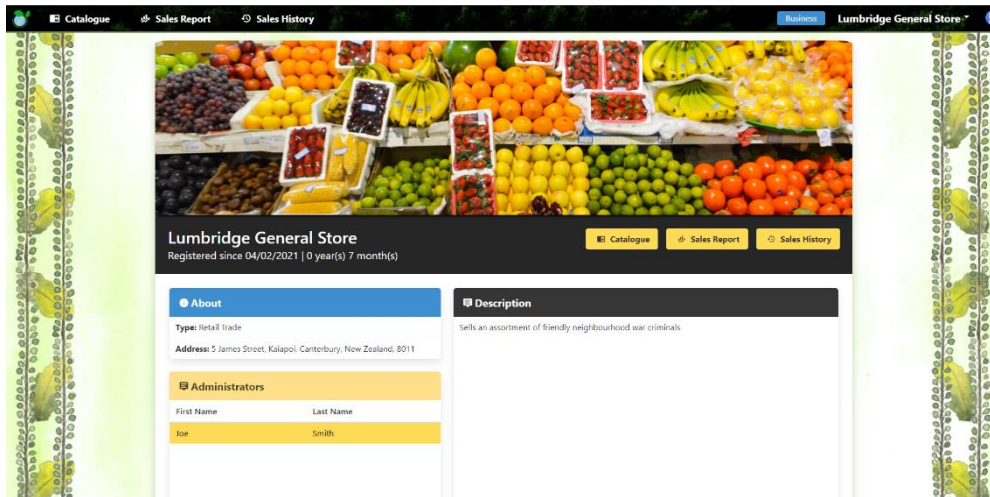 Catalogue Sales Report Sales History Business Lumbridge General Store
Lumbridge General Store
Registered since 04/02/2021 | 0 year(s) 7 month(s)
Catalogue Sales Report Sales History
About
Type: Retail Trade
Address: 5 James Street, Kaiapoi, Canterbury, New Zealand, 8011
Administrators
First Name Last Name
Joe Smith
Description
Sells an assortment of friendly neighbourhood war criminals